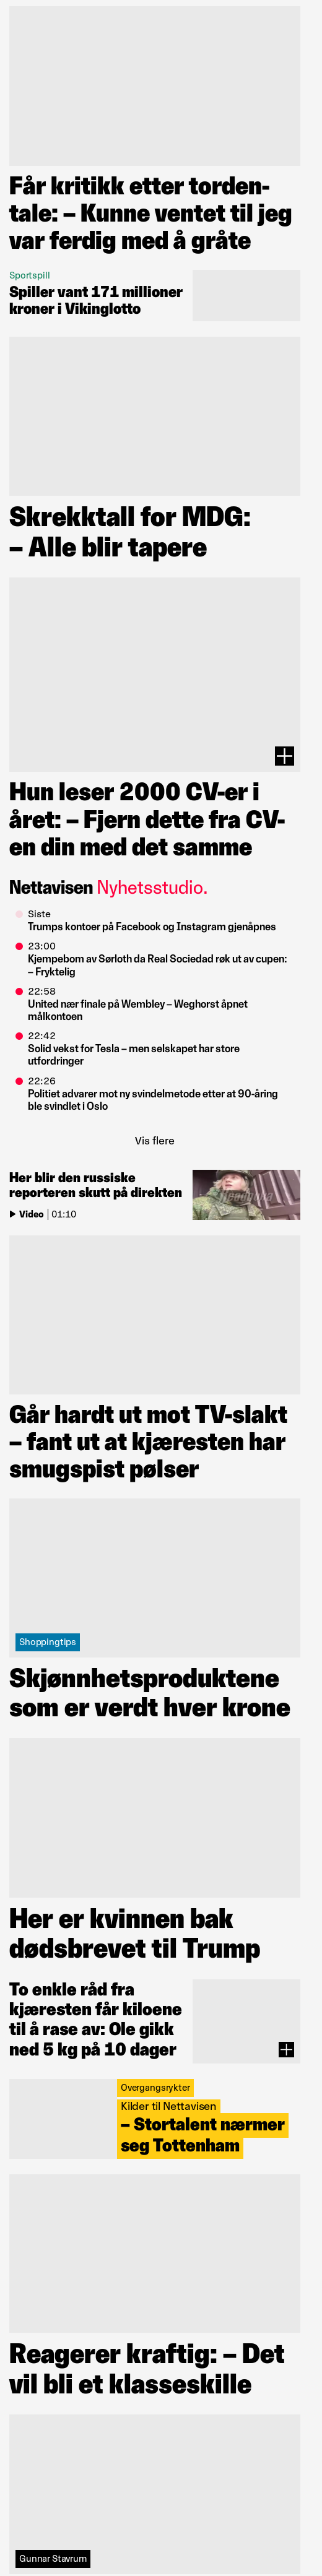 Får kritikk etter torden-
tale: – Kunne ventet til jeg
var ferdig med å gråte
Sportspill
Spiller vant 171 millioner
kroner i Vikinglotto
Skrekktall for MDG:
– Alle blir tapere
Hun leser 2000 CV-er i
året: – Fjern dette fra CV-
en din med det samme
Nettavisen Nyhetsstudio.
Siste
Trumps kontoer på Facebook og Instagram gjenåpnes
23:00
Kjempebom av Sørloth da Real Sociedad røk ut av cupen:
– Fryktelig
22:58
United nær finale på Wembley – Weghorst åpnet
målkontoen
22:42
Solid vekst for Tesla – men selskapet har store
utfordringer
22:26
Politiet advarer mot ny svindelmetode etter at 90-åring
ble svindlet i Oslo
Vis flere
Her blir den russiske
reporteren skutt på direkten
Video | 01:10
Går hardt ut mot TV-slakt
– fant ut at kjæresten har
smugspist pølser
Shoppingtips
Skjønnhetsproduktene
som er verdt hver krone
Her er kvinnen bak
dødsbrevet til Trump
To enkle råd fra
kjæresten får kiloene
til å rase av: Ole gikk
ned 5 kg på 10 dager
Overgangsrykter
Kilder til Nettavisen
– Stortalent nærmer
seg Tottenham
Reagerer kraftig: – Det
vil bli et klasseskille
Gunnar Stavrum